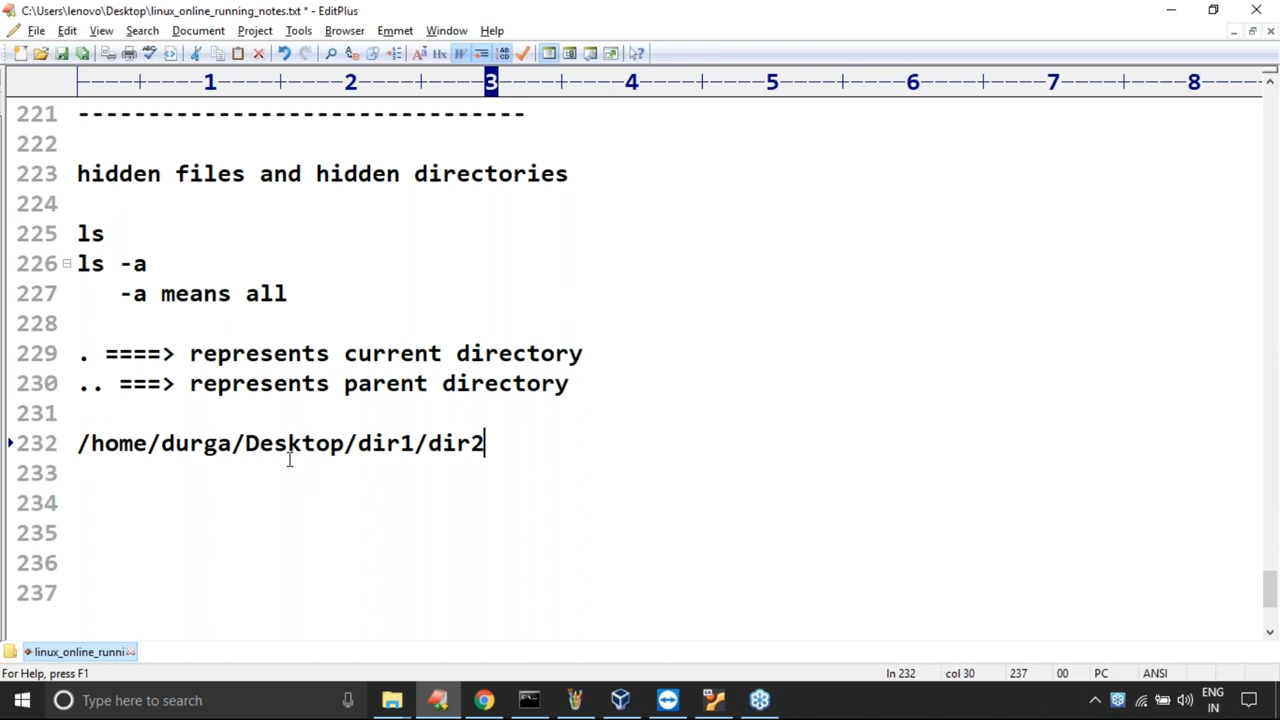 C:\Users\lenovo\Desktop\linux_online_running_notes.txt * - EditPlus
File Edit View Search Document Project Tools Browser Emmet Window Help
1 2 3 4 5 6 7 8
221 --------------------------------
222
223 hidden files and hidden directories
224
225 ls
226 ls -a
227 -a means all
228
229 . ====> represents current directory
230 .. ===> represents parent directory
231
232 /home/durga/Desktop/dir1/dir2
233
234
235
236
237
linux_online_runni
For Help, press F1 ln 232 col 30 237 00 PC ANSI
Type here to search ENG
IN